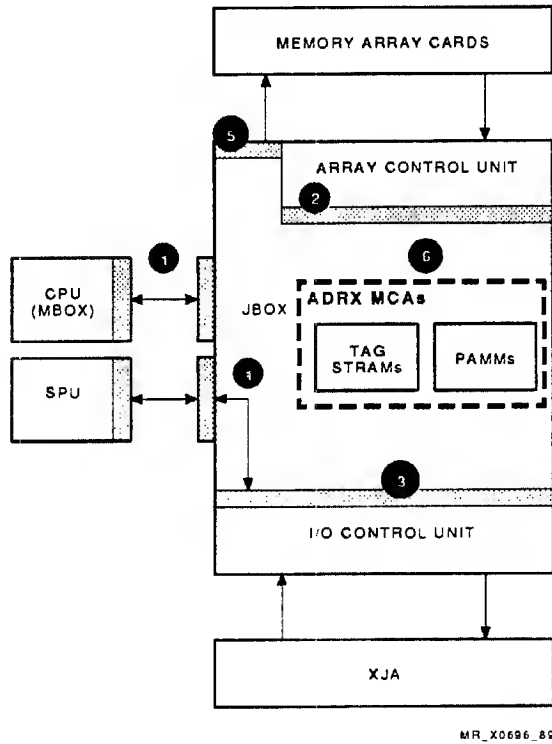 MEMORY ARRAY CARDS
5
ARRAY CONTROL UNIT
2
1
6
CPU
(MBOX)
JBOX
ADRX MCAs
TAG
STRAMs
PAMMs
SPU
3
I/O CONTROL UNIT
XJA
MR_X0696_89